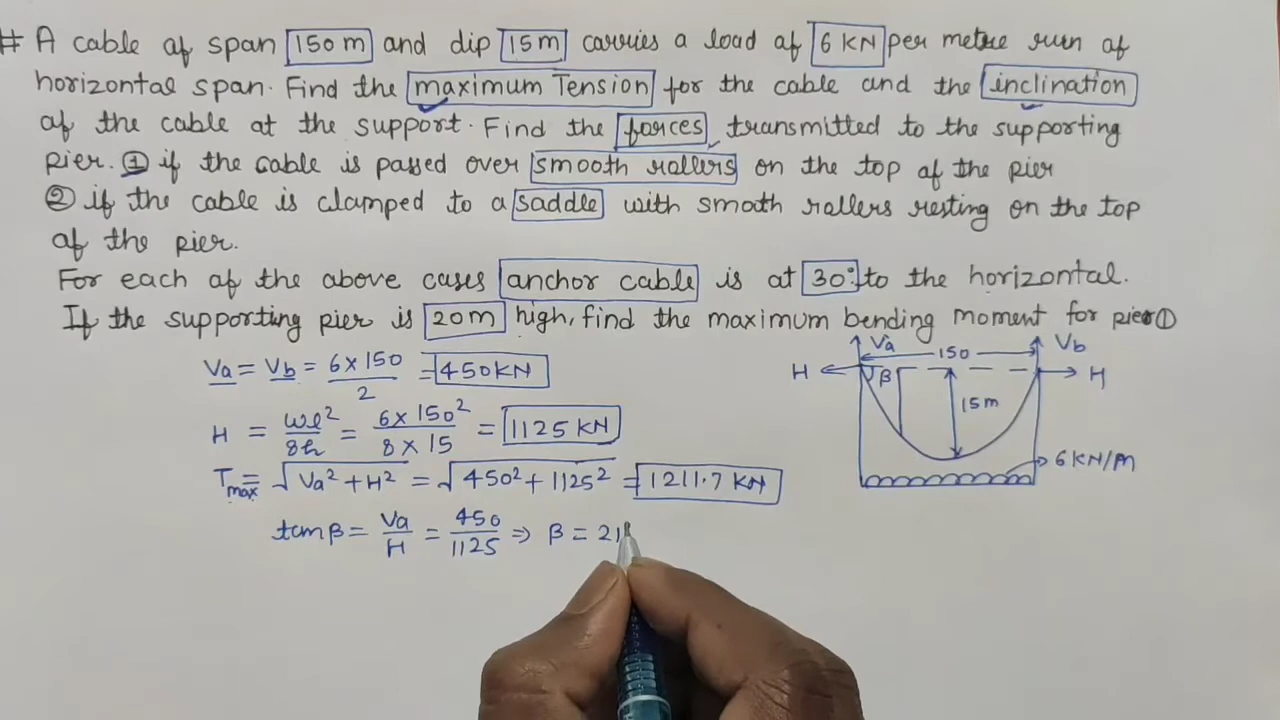 # A cable of span 150 m and dip 15 m carries a load of 6 KN per metre run of
horizontal span. Find the maximum Tension for the cable and the inclination
of the cable at the support. Find the forces transmitted to the supporting
pier. ① if the cable is passed over smooth rollers on the top of the pier
② if the cable is clamped to a saddle with smooth rollers resting on the top
of the pier.
For each of the above cases anchor cable is at 30° to the horizontal.
If the supporting pier is 20m high, find the maximum bending moment for pier ①
Va = Vb = 6×150/2 = 450 KN
H = wl²/8h = 6×150²/8×15 = 1125 KN
Tmax = √Va²+H² = √450²+1125² = 1211.7 KN
tanβ = Va/H = 450/1125 ⇒ β = 21
Va
Vb
150
H
β
H
15m
6 KN/m